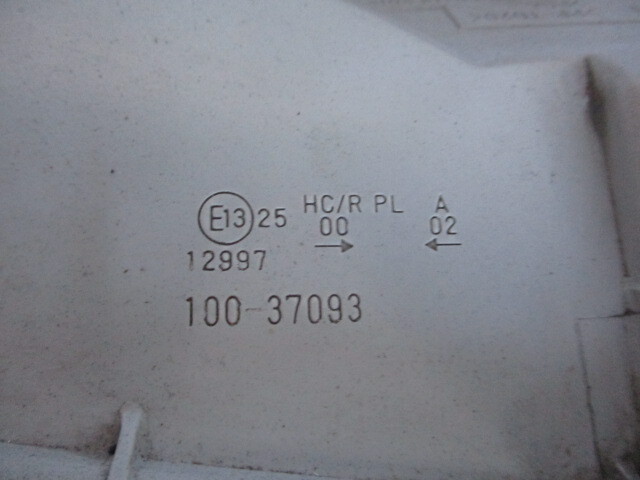 HC/R PL A
E13 25 00 02
→ ←
12997
100-37093